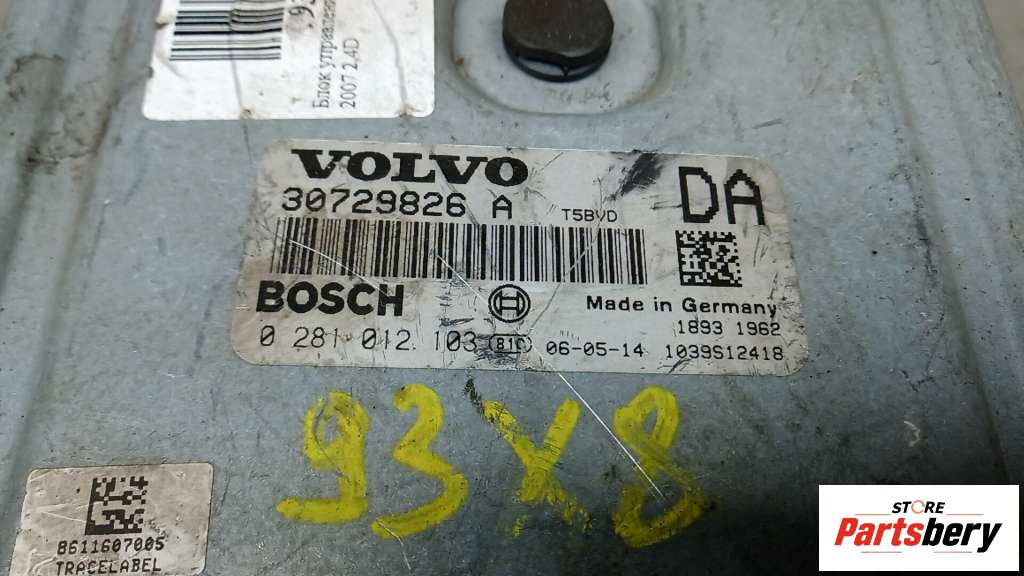 Блок управления
2007 2,4D
VOLVO
30729826 A T5BVD
DA
BOSCH
Made in Germany
1893 1962
0 281 012 103 810 06-05-14 1039S12418
93X8
8611607005
TRACELABEL
STORE
Partsbery